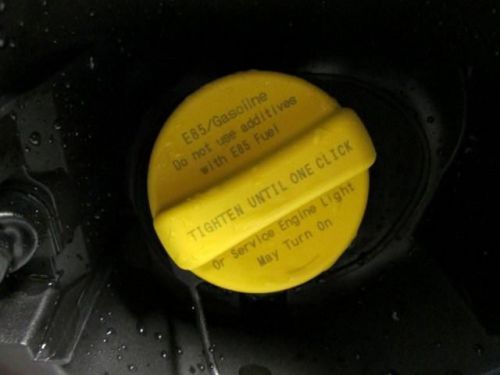 E85/Gasoline
Do not use additives
with E85 Fuel
TIGHTEN UNTIL ONE CLICK
Or Service Engine Light
May Turn On